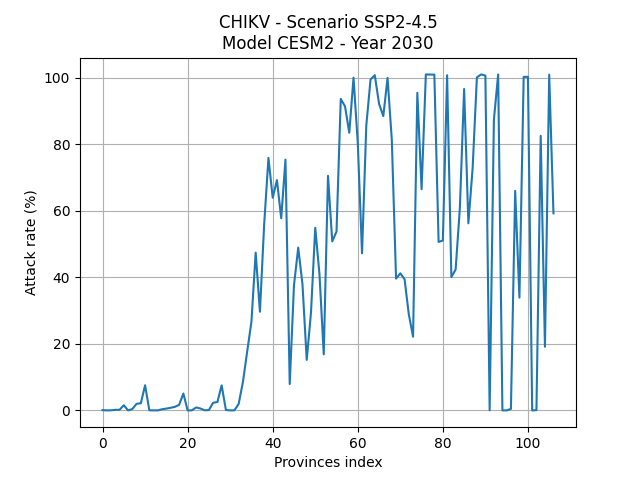 CHIKV - Scenario SSP2-4.5
Model CESM2 - Year 2030
100
80
60
40
20
0
Attack rate (%)
0 20 40 60 80 100
Provinces index